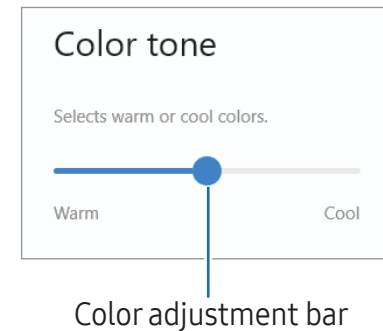 Color tone
Selects warm or cool colors.
Warm Cool
Color adjustment bar